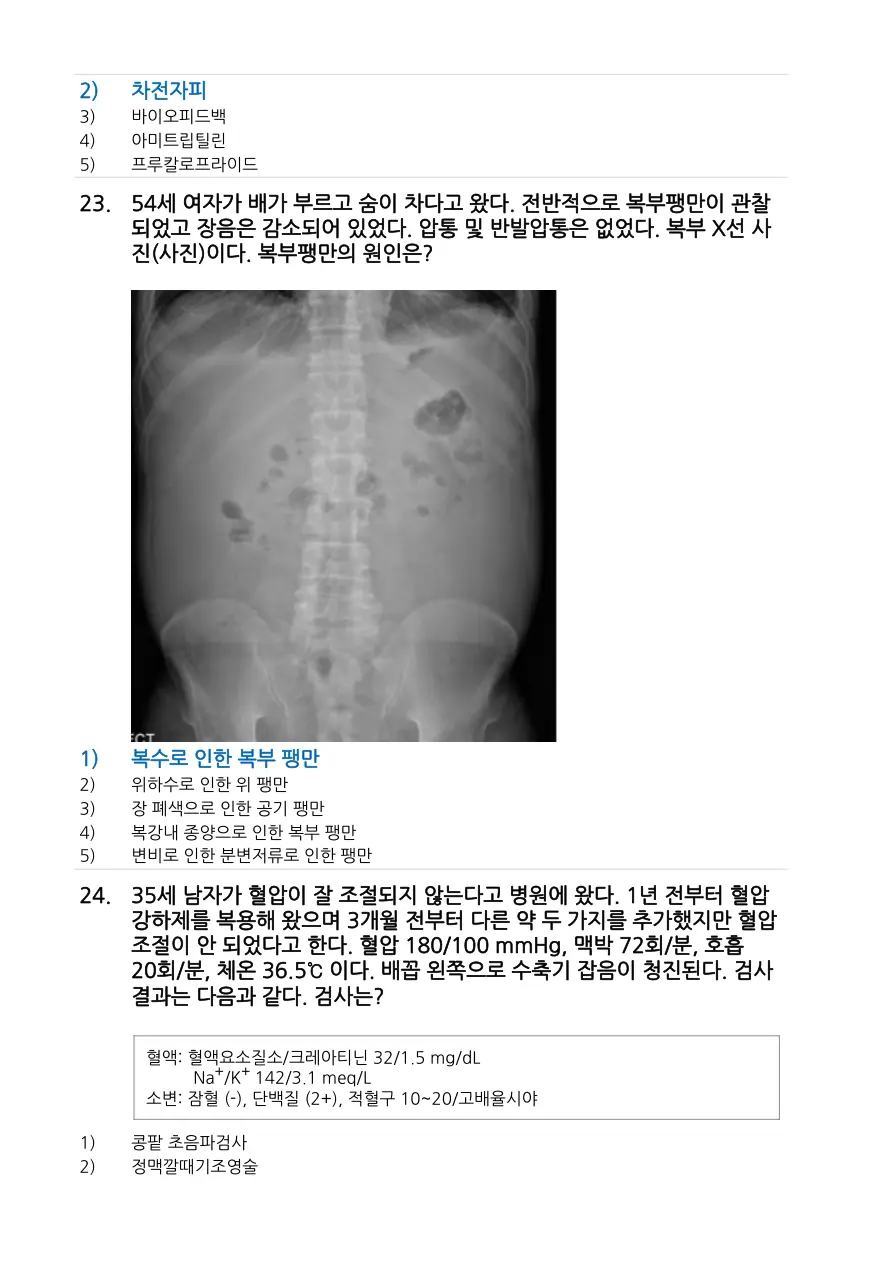 2) 차전자피
3) 바이오피드백
4) 아미트립틸린
5) 프루칼로프라이드
23. 54세 여자가 배가 부르고 숨이 차다고 왔다. 전반적으로 복부팽만이 관찰
되었고 장음은 감소되어 있었다. 압통 및 반발압통은 없었다. 복부 X선 사
진(사진)이다. 복부팽만의 원인은?
ECT
1) 복수로 인한 복부 팽만
2) 위하수로 인한 위 팽만
3) 장 폐색으로 인한 공기 팽만
4) 복강내 종양으로 인한 복부 팽만
5) 변비로 인한 분변저류로 인한 팽만
24. 35세 남자가 혈압이 잘 조절되지 않는다고 병원에 왔다. 1년 전부터 혈압
강하제를 복용해 왔으며 3개월 전부터 다른 약 두 가지를 추가했지만 혈압
조절이 안 되었다고 한다. 혈압 180/100 mmHg, 맥박 72회/분, 호흡
20회/분, 체온 36.5℃ 이다. 배꼽 왼쪽으로 수축기 잡음이 청진된다. 검사
결과는 다음과 같다. 검사는?
혈액: 혈액요소질소/크레아티닌 32/1.5 mg/dL
Na⁺/K⁺ 142/3.1 meq/L
소변: 잠혈 (-), 단백질 (2+), 적혈구 10~20/고배율시야
1) 콩팥 초음파검사
2) 정맥깔때기조영술